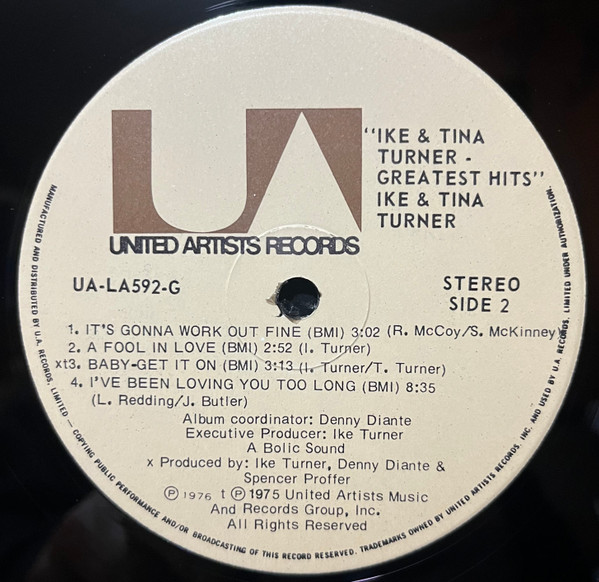 UA
UNITED ARTISTS RECORDS
"IKE & TINA
TURNER -
GREATEST HITS"
IKE & TINA
TURNER
UA-LA592-G
STEREO
SIDE 2
1. IT'S GONNA WORK OUT FINE (BMI) 3:02 (R. McCoy/S. McKinney)
2. A FOOL IN LOVE (BMI) 2:52 (I. Turner)
xt3. BABY-GET IT ON (BMI) 3:13 (I. Turner/T. Turner)
4. I'VE BEEN LOVING YOU TOO LONG (BMI) 8:35
(L. Redding/J. Butler)
Album coordinator: Denny Diante
Executive Producer: Ike Turner
A Bolic Sound
x Produced by: Ike Turner, Denny Diante &
Spencer Proffer
Ⓟ 1976 t Ⓟ 1975 United Artists Music
And Records Group, Inc.
All Rights Reserved
MANUFACTURED AND DISTRIBUTED BY U.A. RECORDS, LIMITED — COPYING PUBLIC PERFORMANCE AND/OR BROADCASTING OF THIS RECORD RESERVED. TRADEMARKS OWNED BY UNITED ARTISTS RECORDS, INC. AND USED BY U.A. RECORDS, LIMITED UNDER AUTHORIZATION.